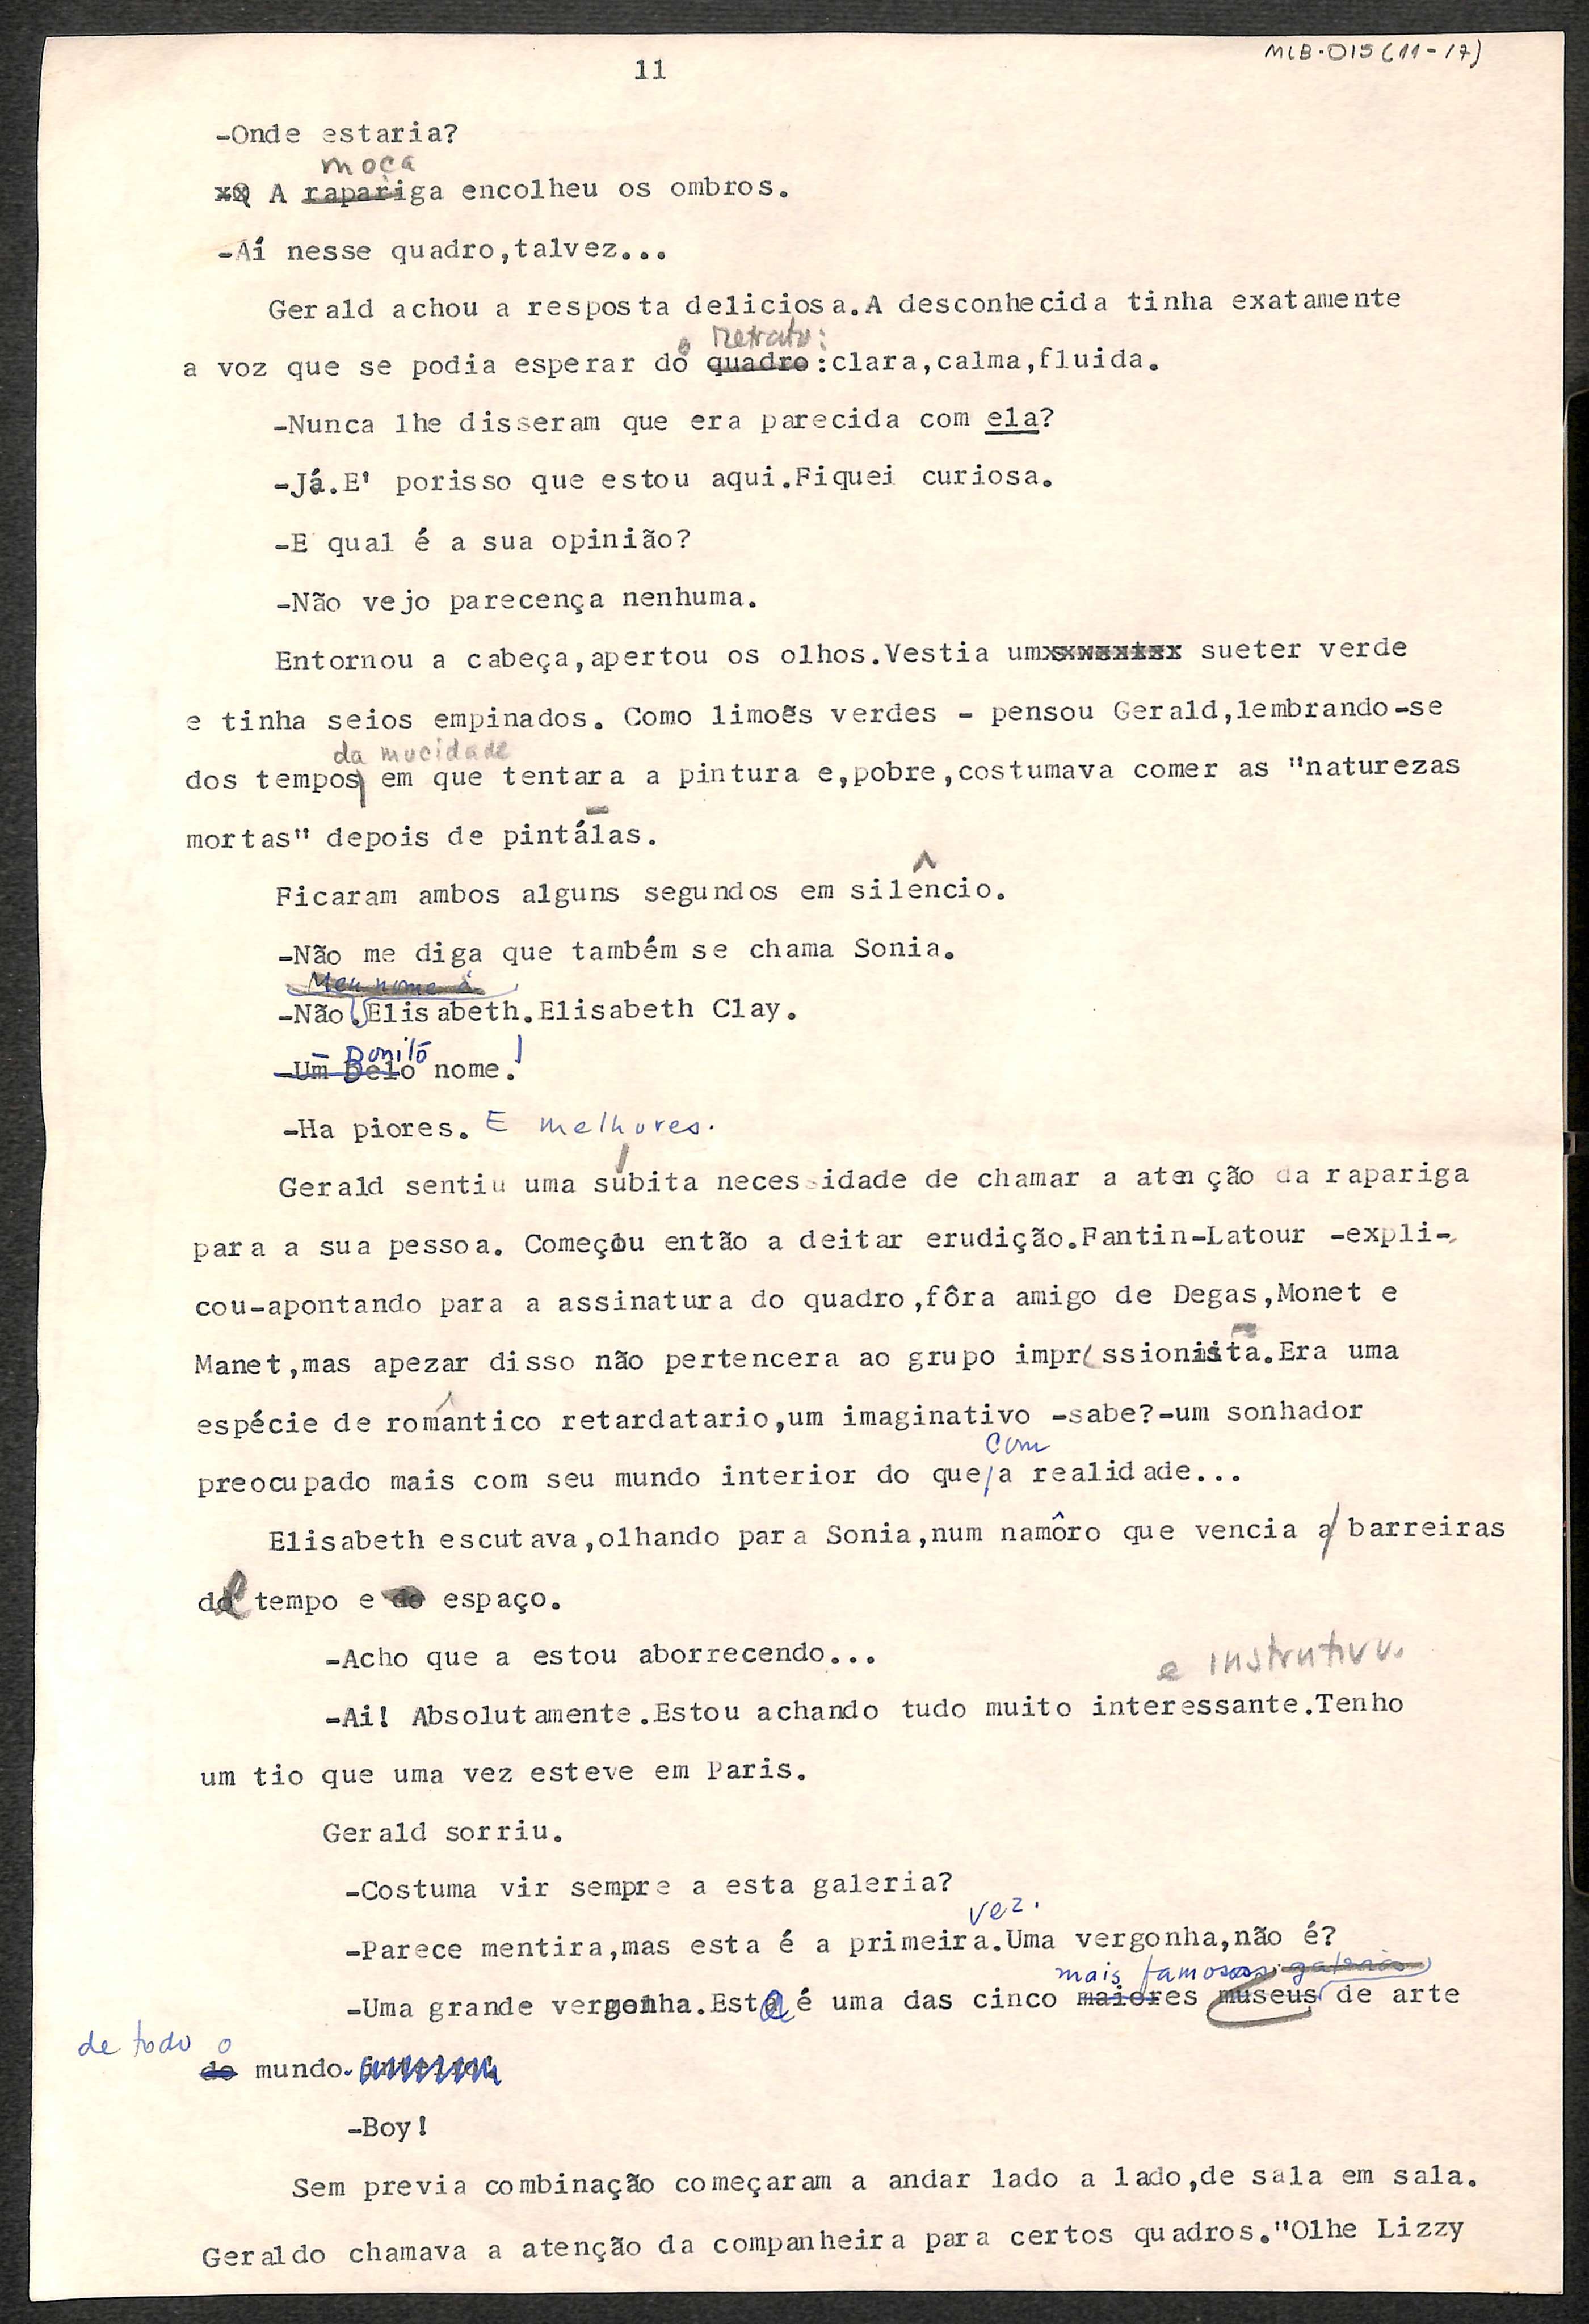 MLB-015 (11-17)
11
-Onde estaria?
moça
A rapariga encolheu os ombros.
-Aí nesse quadro,talvez...
Gerald achou a resposta deliciosa.A desconhecida tinha exatamente
o retrato:
a voz que se podia esperar do quadro:clara,calma,fluida.
-Nunca lhe disseram que era parecida com ela?
-Já.E' porisso que estou aqui.Fiquei curiosa.
-E qual é a sua opinião?
-Não vejo parecença nenhuma.
Entornou a cabeça,apertou os olhos.Vestia um sueter verde
e tinha seios empinados. Como limoẽs verdes - pensou Gerald,lembrando-se
da mocidade
dos tempos em que tentara a pintura e,pobre,costumava comer as "naturezas
mortas" depois de pintá-las.
Ficaram ambos alguns segundos em silêncio.
-Não me diga que também se chama Sonia.
Meu nome é
-Não.Elisabeth.Elisabeth Clay.
- Bonito !
-Um belo nome.
-Ha piores. E melhores.
Gerald sentiu uma súbita necessidade de chamar a atenção da rapariga
para a sua pessoa. Começou então a deitar erudição.Fantin-Latour -expli-
cou-apontando para a assinatura do quadro,fôra amigo de Degas,Monet e
Manet,mas apezar disso não pertencera ao grupo impressionista.Era uma
espécie de romântico retardatario,um imaginativo -sabe?-um sonhador
com
preocupado mais com seu mundo interior do que a realidade...
Elisabeth escutava,olhando para Sonia,num namôro que vencia barreiras
de tempo e espaço.
-Acho que a estou aborrecendo...
e instrutivo.
-Ai! Absolutamente.Estou achando tudo muito interessante.Tenho
um tio que uma vez esteve em Paris.
Gerald sorriu.
-Costuma vir sempre a esta galeria?
vez.
-Parece mentira,mas esta é a primeira.Uma vergonha,não é?
mais famosos galerias
-Uma grande vergonha.Esta é uma das cinco maiores museus de arte
de todo o
do mundo.
-Boy!
Sem previa combinação começaram a andar lado a lado,de sala em sala.
Geraldo chamava a atenção da companheira para certos quadros."Olhe Lizzy